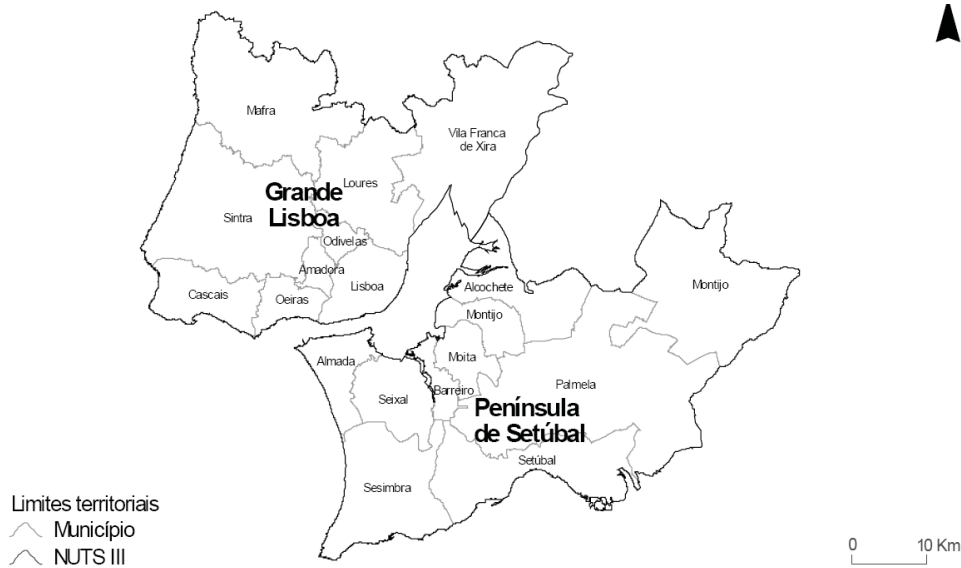 Mafra
Vila Franca
de Xira
Loures
Grande
Lisboa
Sintra
Odivelas
Amadora
Cascais
Oeiras
Lisboa
Alcochete
Montijo
Montijo
Almada
Moita
Seixal
Barreiro
Palmela
Península
de Setúbal
Setúbal
Sesimbra
Limites territoriais
Município
NUTS III
0 10 Km